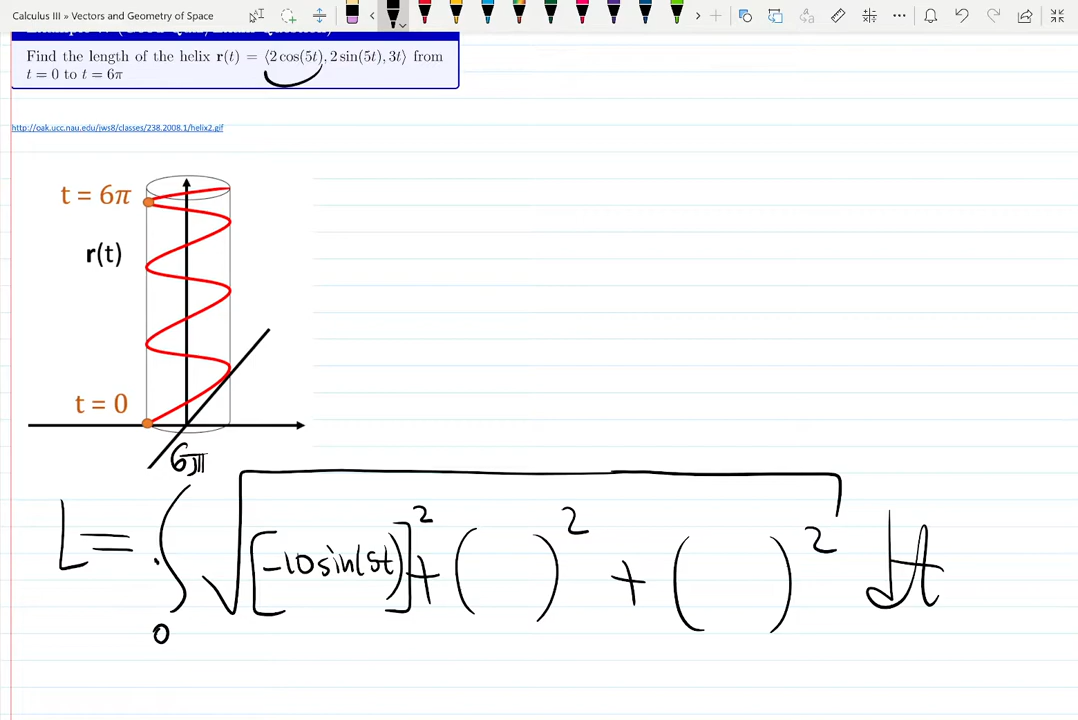 Calculus III » Vectors and Geometry of Space
Find the length of the helix r(t) = ⟨2 cos(5t), 2 sin(5t), 3t⟩ from
t = 0 to t = 6π
http://oak.ucc.nau.edu/jws8/classes/238.2008.1/helix2.gif
t = 6π
r(t)
t = 0
L = ∫₀^{6π} √([-10sin(5t)]² + ( )² + ( )²) dt